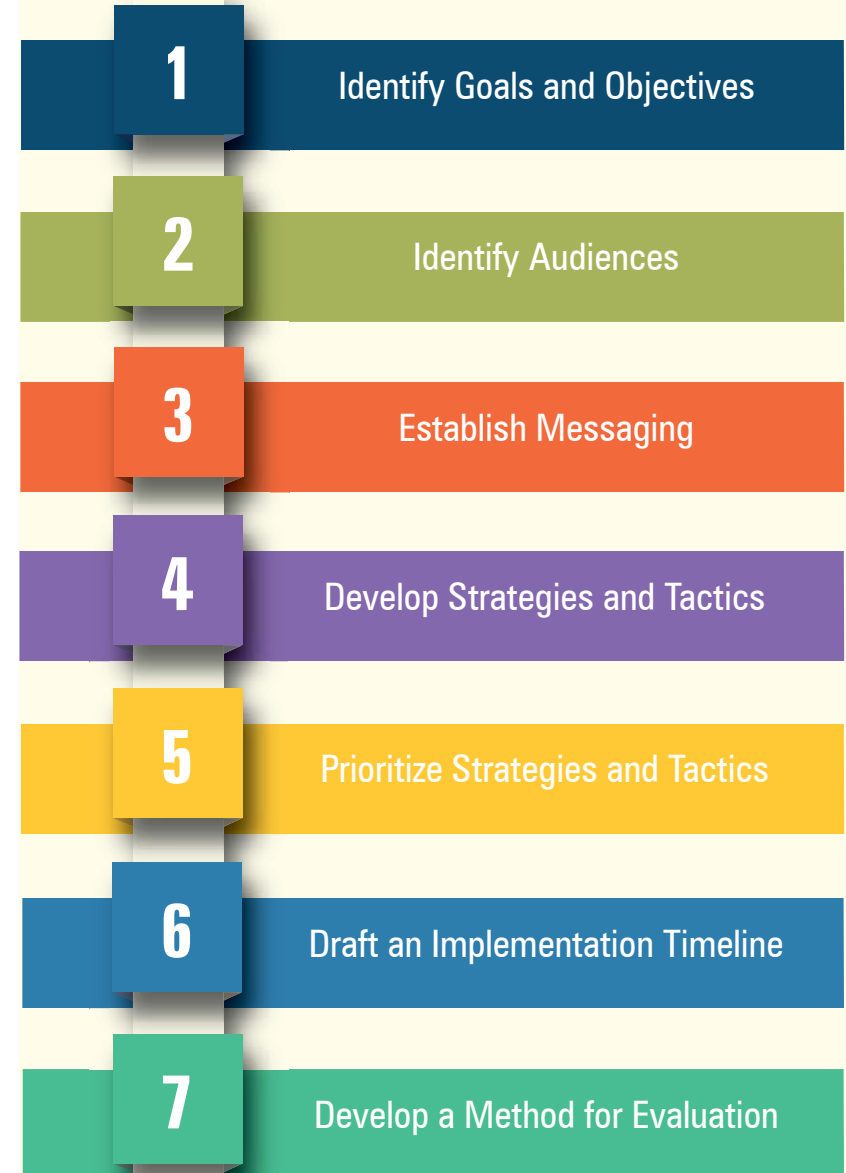 1
Identify Goals and Objectives
2
Identify Audiences
3
Establish Messaging
4
Develop Strategies and Tactics
5
Prioritize Strategies and Tactics
6
Draft an Implementation Timeline
7
Develop a Method for Evaluation